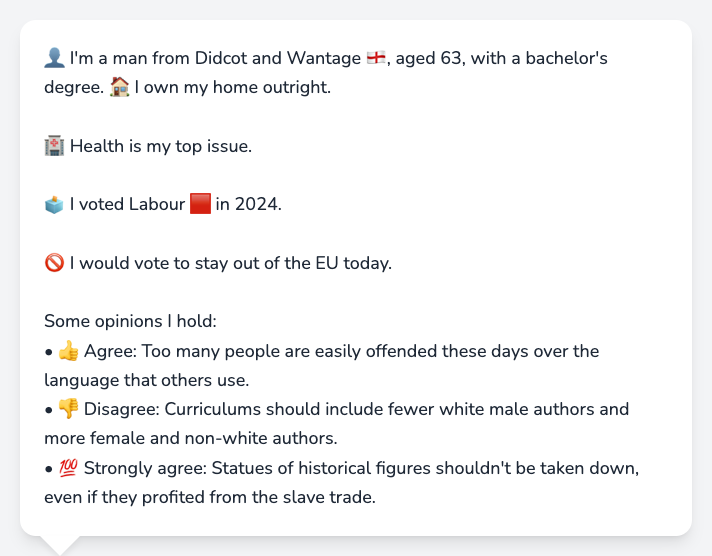 👤 I'm a man from Didcot and Wantage 🏴󠁧󠁢󠁥󠁮󠁧󠁿, aged 63, with a bachelor's
degree. 🏠 I own my home outright.
🏥 Health is my top issue.
🗳️ I voted Labour 🟥 in 2024.
🚫 I would vote to stay out of the EU today.
Some opinions I hold:
• 👍 Agree: Too many people are easily offended these days over the
language that others use.
• 👎 Disagree: Curriculums should include fewer white male authors and
more female and non-white authors.
• 💯 Strongly agree: Statues of historical figures shouldn't be taken down,
even if they profited from the slave trade.